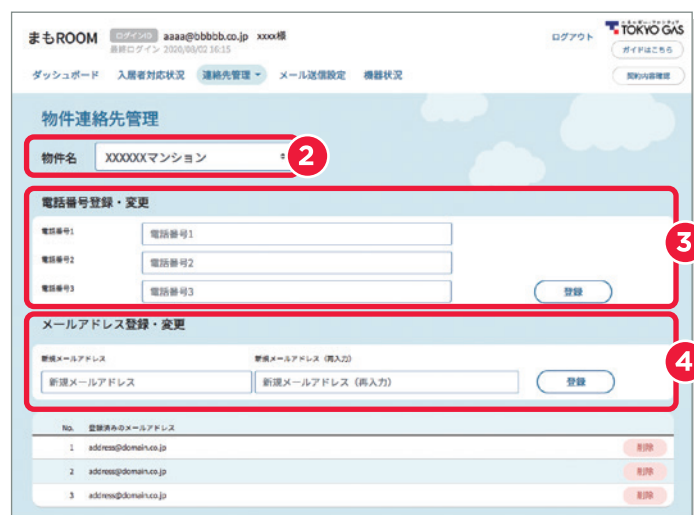 まもROOM ログインID aaaa@bbbbb.co.jp xxxx様 ログアウト TOKYO GAS
最終ログイン 2020/08/02 16:15 ガイドはこちら
ダッシュボード 入居者対応状況 連絡先管理 メール送信設定 機器状況 契約内容確認
物件連絡先管理
物件名 XXXXXXマンション 2
電話番号登録・変更
電話番号1 電話番号1 3
電話番号2 電話番号2
電話番号3 電話番号3 登録
メールアドレス登録・変更
新規メールアドレス 新規メールアドレス（再入力） 4
新規メールアドレス 新規メールアドレス（再入力） 登録
No. 登録済みのメールアドレス
1 address@domain.co.jp 削除
2 address@domain.co.jp 削除
3 address@domain.co.jp 削除